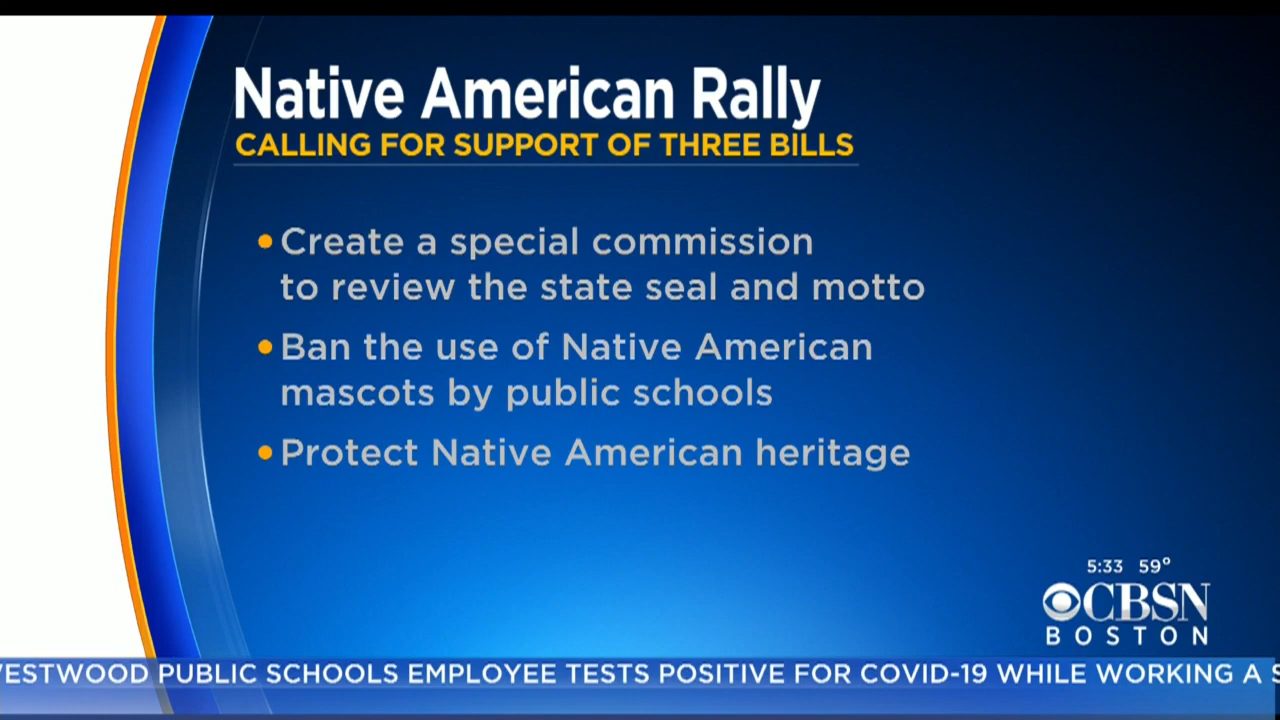 Native American Rally
CALLING FOR SUPPORT OF THREE BILLS
• Create a special commission
to review the state seal and motto
• Ban the use of Native American
mascots by public schools
• Protect Native American heritage
5:33 59°
CBSN
BOSTON
PUBLIC SCHOOLS EMPLOYEE TESTS POSITIVE FOR COVID-19 WHILE WORKING A